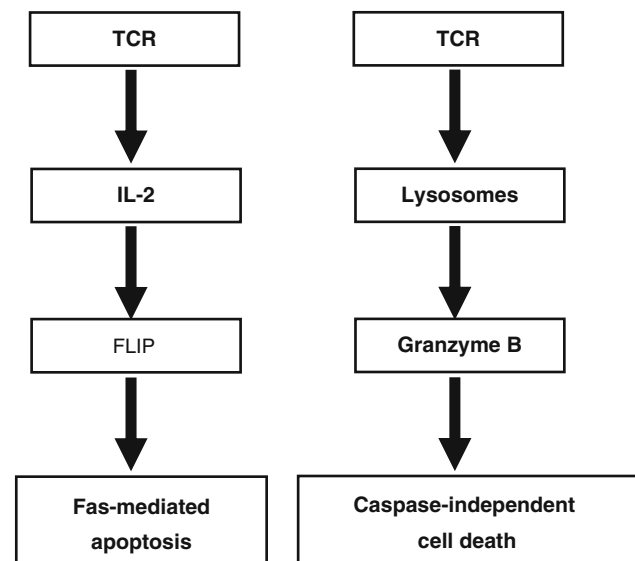 TCR
IL-2
FLIP
Fas-mediated
apoptosis
TCR
Lysosomes
Granzyme B
Caspase-independent
cell death